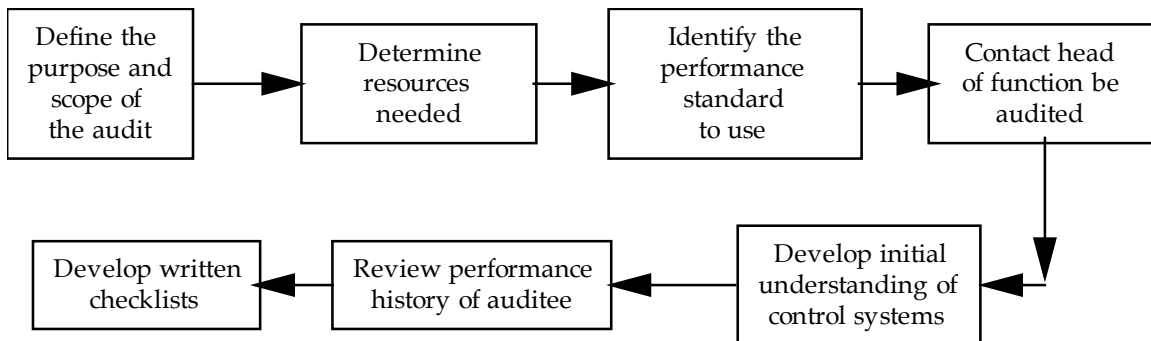 Define the
purpose and
scope of
the audit
Determine
resources
needed
Identify the
performance
standard
to use
Contact head
of function be
audited
Develop initial
understanding of
control systems
Review performance
history of auditee
Develop written
checklists